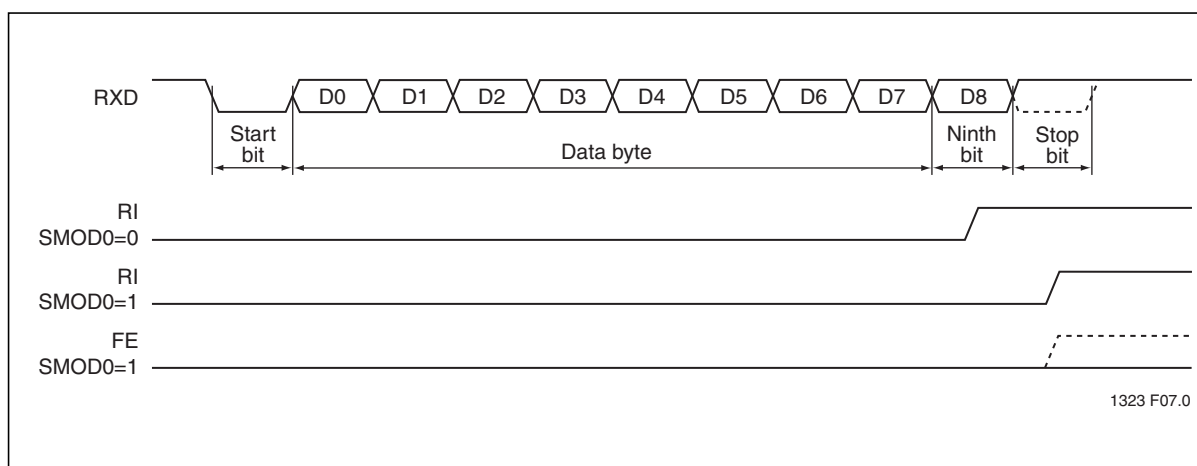 RXD
D0 D1 D2 D3 D4 D5 D6 D7 D8
Start bit
Data byte
Ninth bit
Stop bit
RI
SMOD0=0
RI
SMOD0=1
FE
SMOD0=1
1323 F07.0